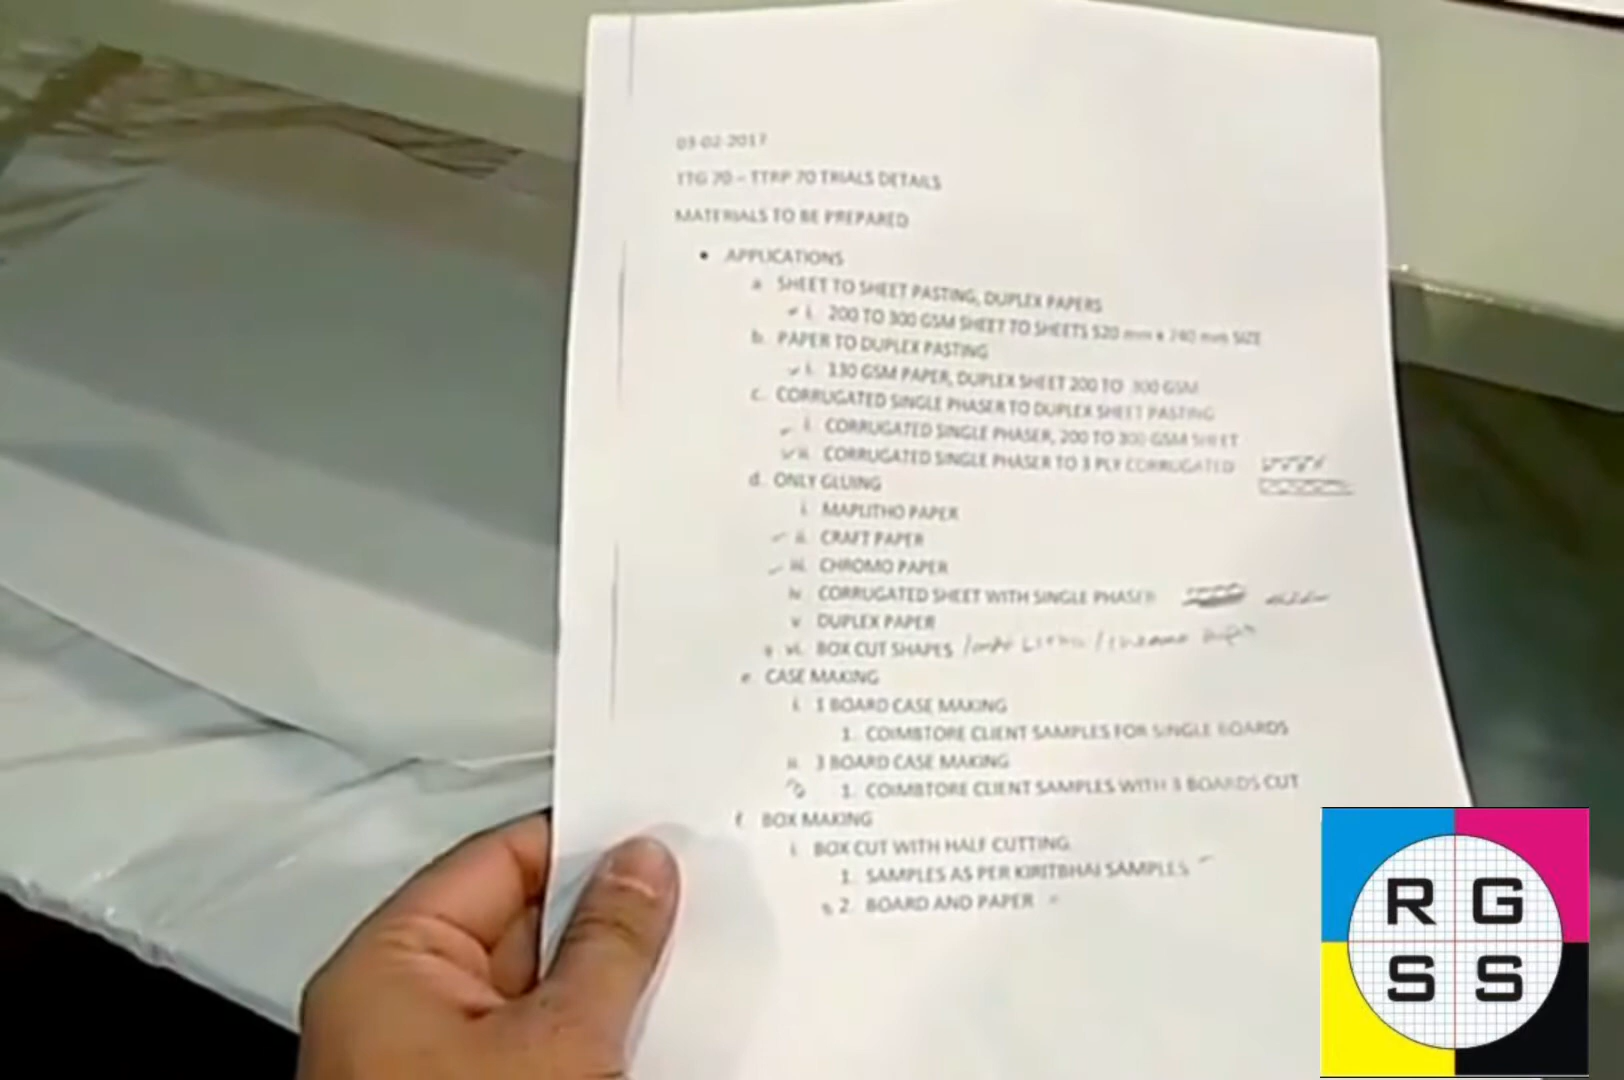 03-02-2017
TTG 70 – TTRP 70 TRIALS DETAILS
MATERIALS TO BE PREPARED
• APPLICATIONS
a. SHEET TO SHEET PASTING, DUPLEX PAPERS
i. 200 TO 300 GSM SHEET TO SHEETS 520 mm x 740 mm SIZE
b. PAPER TO DUPLEX PASTING
i. 130 GSM PAPER, DUPLEX SHEET 200 TO 300 GSM
c. CORRUGATED SINGLE PHASER TO DUPLEX SHEET PASTING
i. CORRUGATED SINGLE PHASER, 200 TO 300 GSM SHEET
ii. CORRUGATED SINGLE PHASER TO 3 PLY CORRUGATED
d. ONLY GLUING
i. MAPLITHO PAPER
ii. CRAFT PAPER
iii. CHROMO PAPER
iv. CORRUGATED SHEET WITH SINGLE PHASER
v. DUPLEX PAPER
vi. BOX CUT SHAPES
e. CASE MAKING
i. 1 BOARD CASE MAKING
1. COIMBTORE CLIENT SAMPLES FOR SINGLE BOARDS
ii. 3 BOARD CASE MAKING
1. COIMBTORE CLIENT SAMPLES WITH 3 BOARDS CUT
f. BOX MAKING
i. BOX CUT WITH HALF CUTTING
1. SAMPLES AS PER KIRITBHAI SAMPLES
2. BOARD AND PAPER
R G
S S